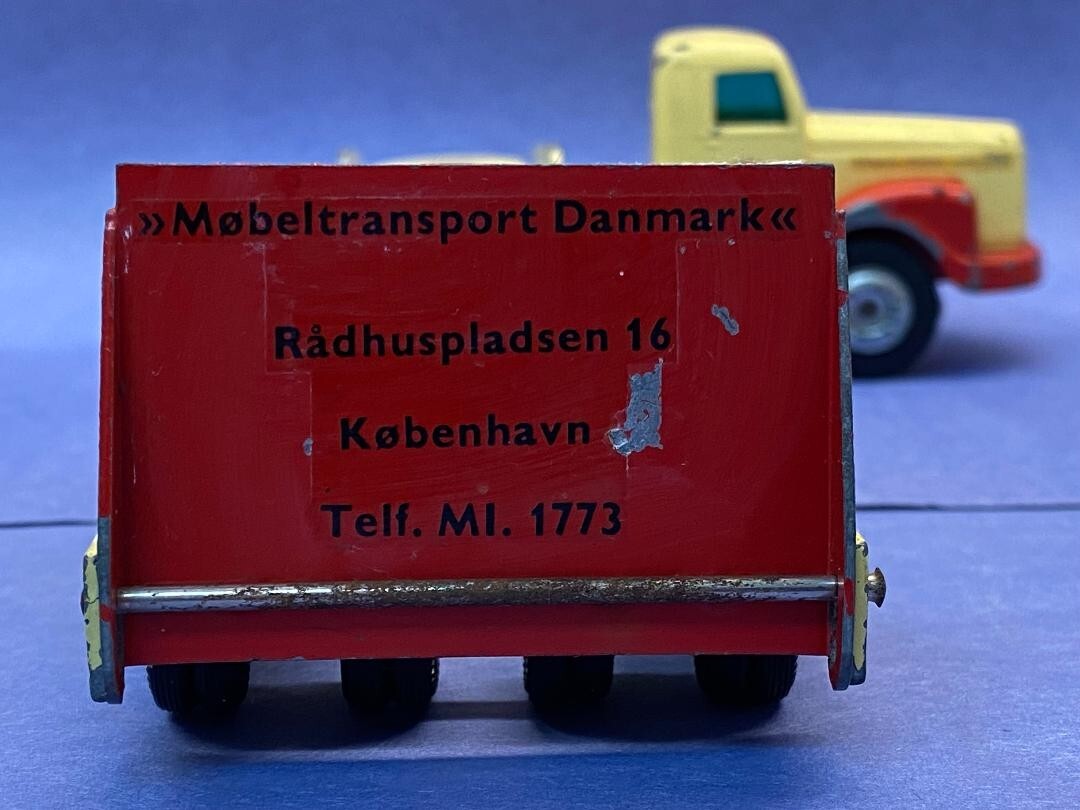 »Møbeltransport Danmark«
Rådhuspladsen 16
København
Telf. MI. 1773